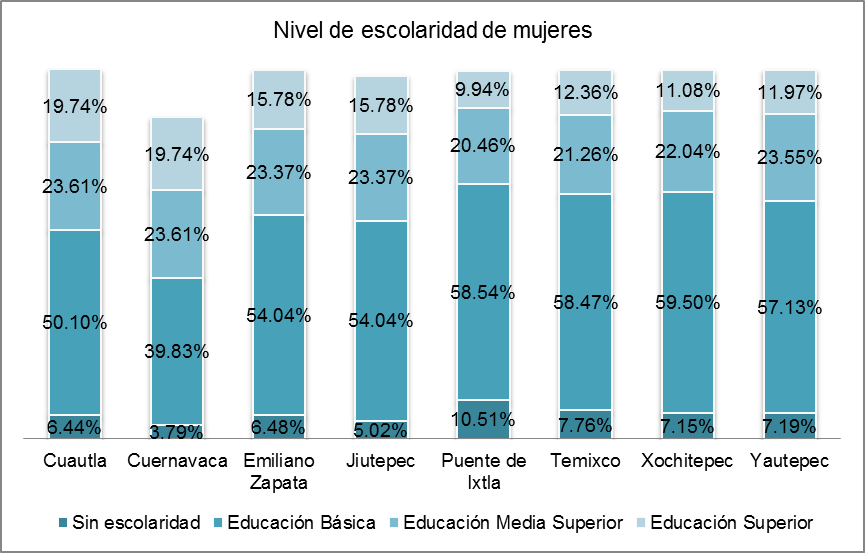 Nivel de escolaridad de mujeres
19.74% 15.78% 15.78% 9.94% 12.36% 11.08% 11.97%
19.74%
23.61% 23.37% 23.37% 20.46% 21.26% 22.04% 23.55%
23.61%
50.10% 54.04% 54.04% 58.54% 58.47% 59.50% 57.13%
39.83%
6.44% 3.79% 6.48% 5.02% 10.51% 7.76% 7.15% 7.19%
Cuautla Cuernavaca Emiliano Jiutepec Puente de Temixco Xochitepec Yautepec
Zapata Ixtla
Sin escolaridad Educación Básica Educación Media Superior Educación Superior